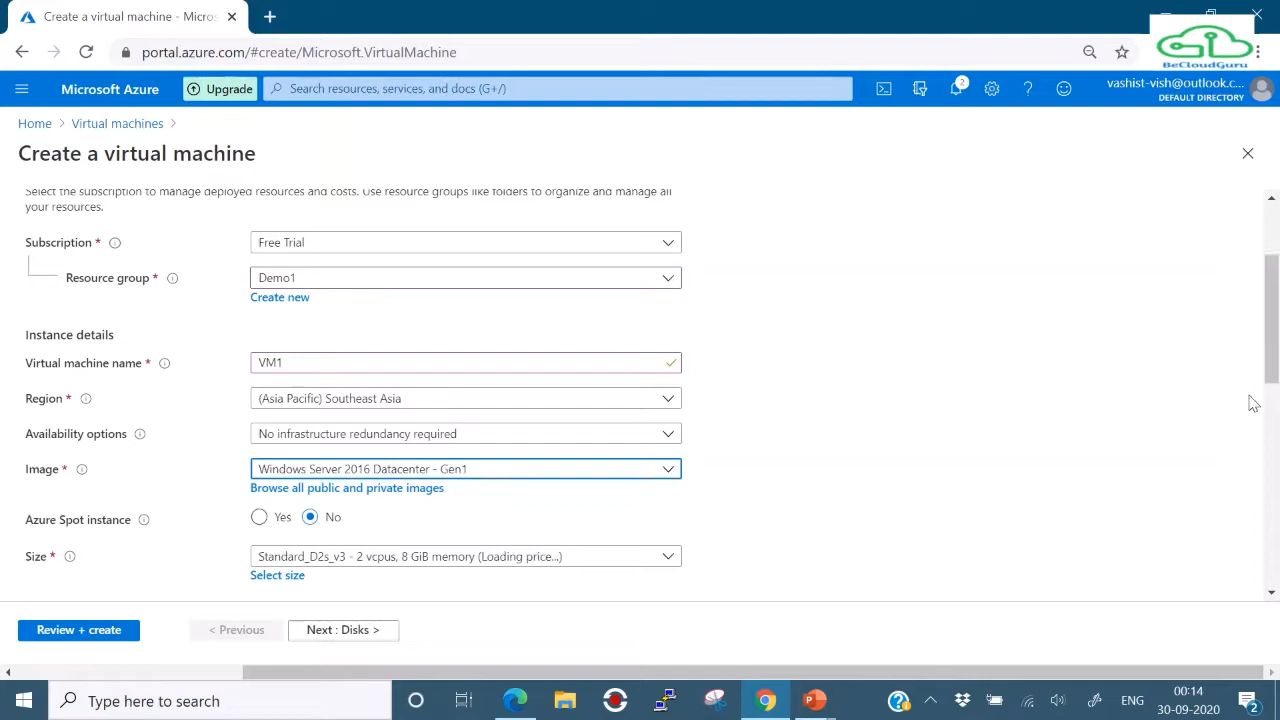 Create a virtual machine - Micros
portal.azure.com/#create/Microsoft.VirtualMachine
BeCloudGuru
Microsoft Azure
Upgrade
Search resources, services, and docs (G+/)
2
vashist-vish@outlook.c...
DEFAULT DIRECTORY
Home > Virtual machines >
Create a virtual machine
Select the subscription to manage deployed resources and costs. Use resource groups like folders to organize and manage all
your resources.
Subscription *
Free Trial
Resource group *
Demo1
Create new
Instance details
Virtual machine name *
VM1
Region *
(Asia Pacific) Southeast Asia
Availability options
No infrastructure redundancy required
Image *
Windows Server 2016 Datacenter - Gen1
Browse all public and private images
Azure Spot instance
Yes No
Size *
Standard_D2s_v3 - 2 vcpus, 8 GiB memory (Loading price...)
Select size
Review + create
< Previous
Next : Disks >
Type here to search
ENG
00:14
30-09-2020
2